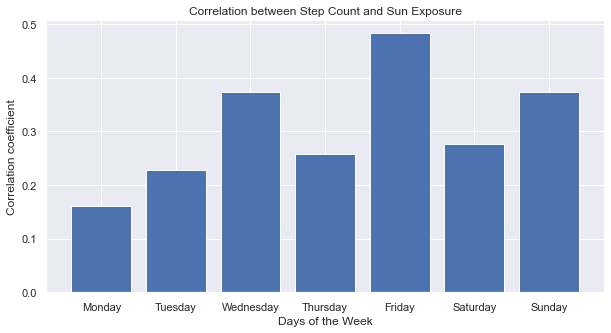 Correlation between Step Count and Sun Exposure
Correlation coefficient
0.5
0.4
0.3
0.2
0.1
0.0
Monday Tuesday Wednesday Thursday Friday Saturday Sunday
Days of the Week